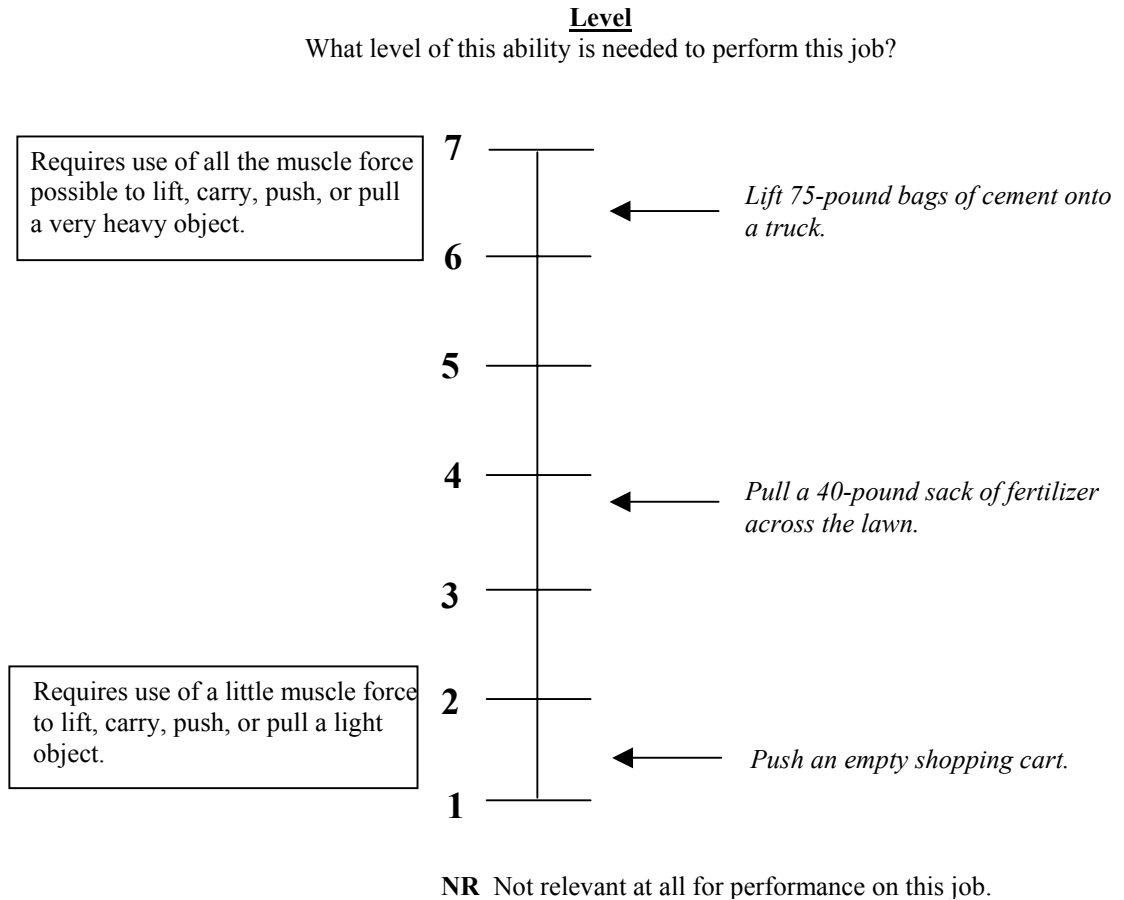 Level
What level of this ability is needed to perform this job?
Requires use of all the muscle force
possible to lift, carry, push, or pull
a very heavy object.
7
Lift 75-pound bags of cement onto
a truck.
6
5
4
Pull a 40-pound sack of fertilizer
across the lawn.
3
Requires use of a little muscle force
to lift, carry, push, or pull a light
object.
2
Push an empty shopping cart.
1
NR Not relevant at all for performance on this job.